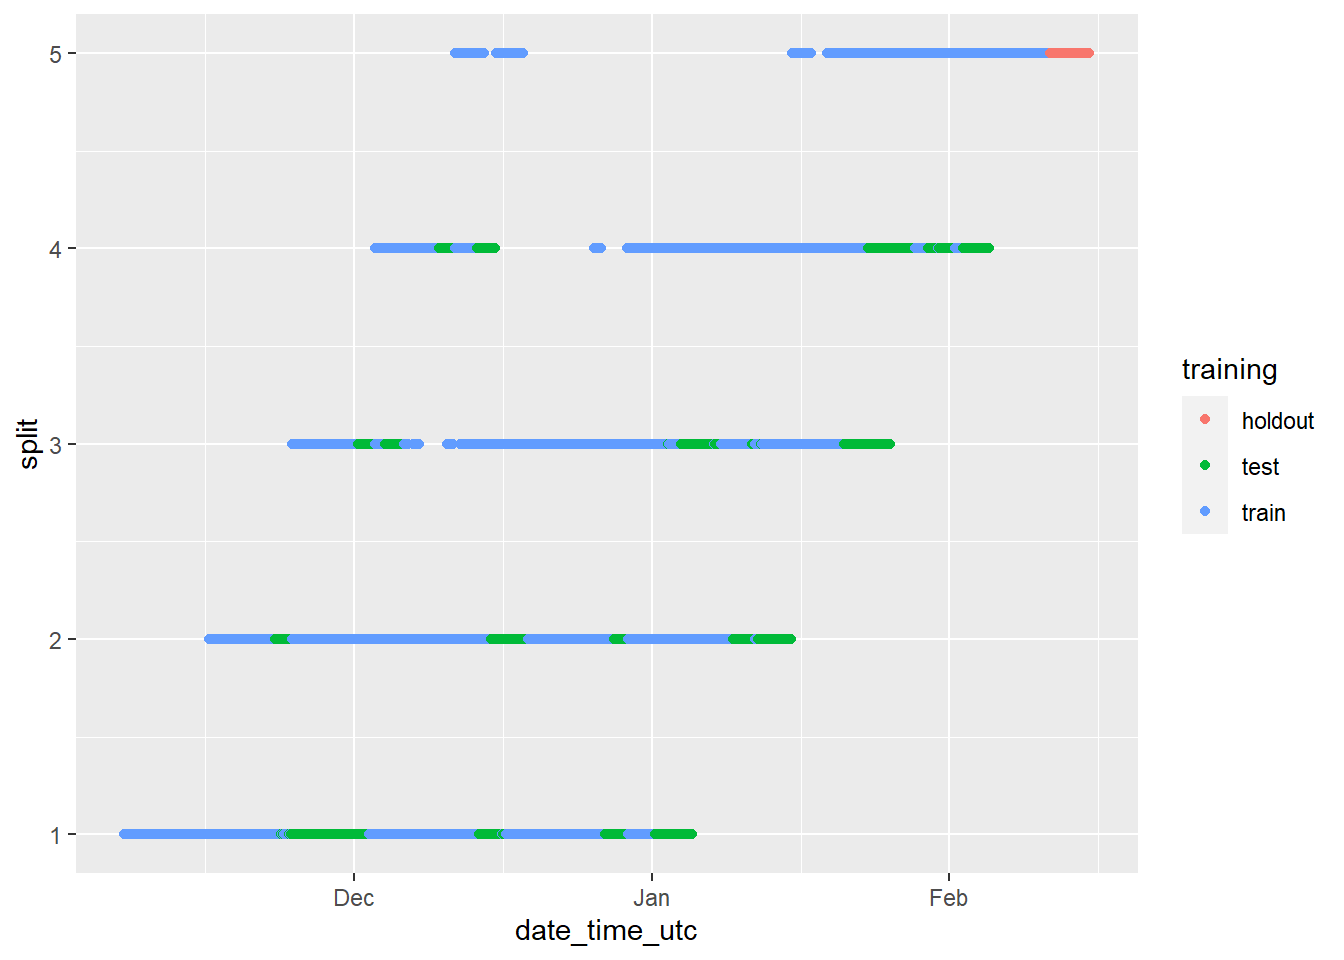 5
4
3
2
1
split
Dec
Jan
Feb
date_time_utc
training
holdout
test
train